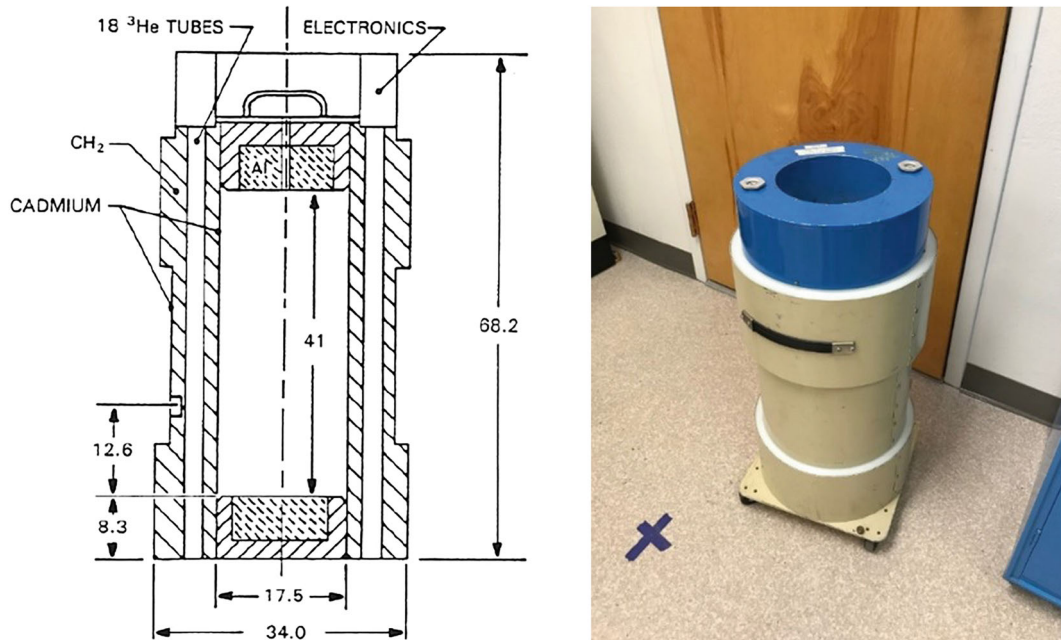 18 ³He TUBES
ELECTRONICS
CH₂
Al
CADMIUM
41
68.2
12.6
8.3
17.5
34.0